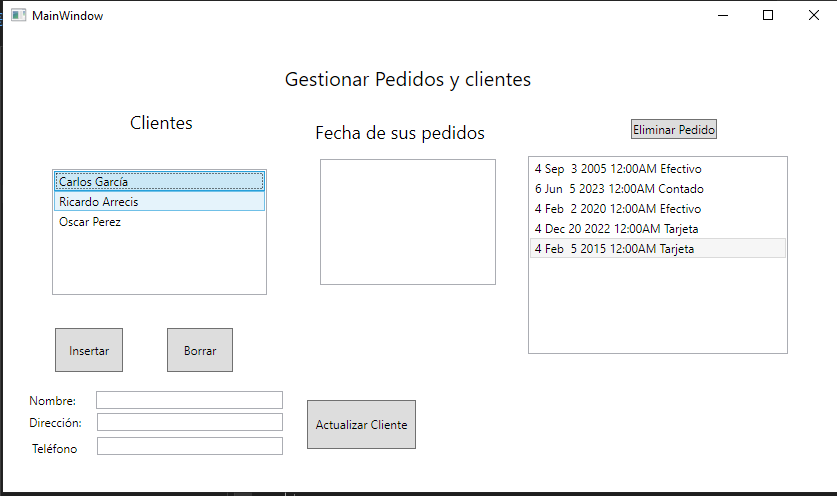 MainWindow
Gestionar Pedidos y clientes
Clientes
Carlos García
Ricardo Arrecis
Oscar Perez
Fecha de sus pedidos
Eliminar Pedido
4 Sep  3 2005 12:00AM Efectivo
6 Jun  5 2023 12:00AM Contado
4 Feb  2 2020 12:00AM Efectivo
4 Dec 20 2022 12:00AM Tarjeta
4 Feb  5 2015 12:00AM Tarjeta
Insertar
Borrar
Nombre:
Dirección:
Teléfono
Actualizar Cliente